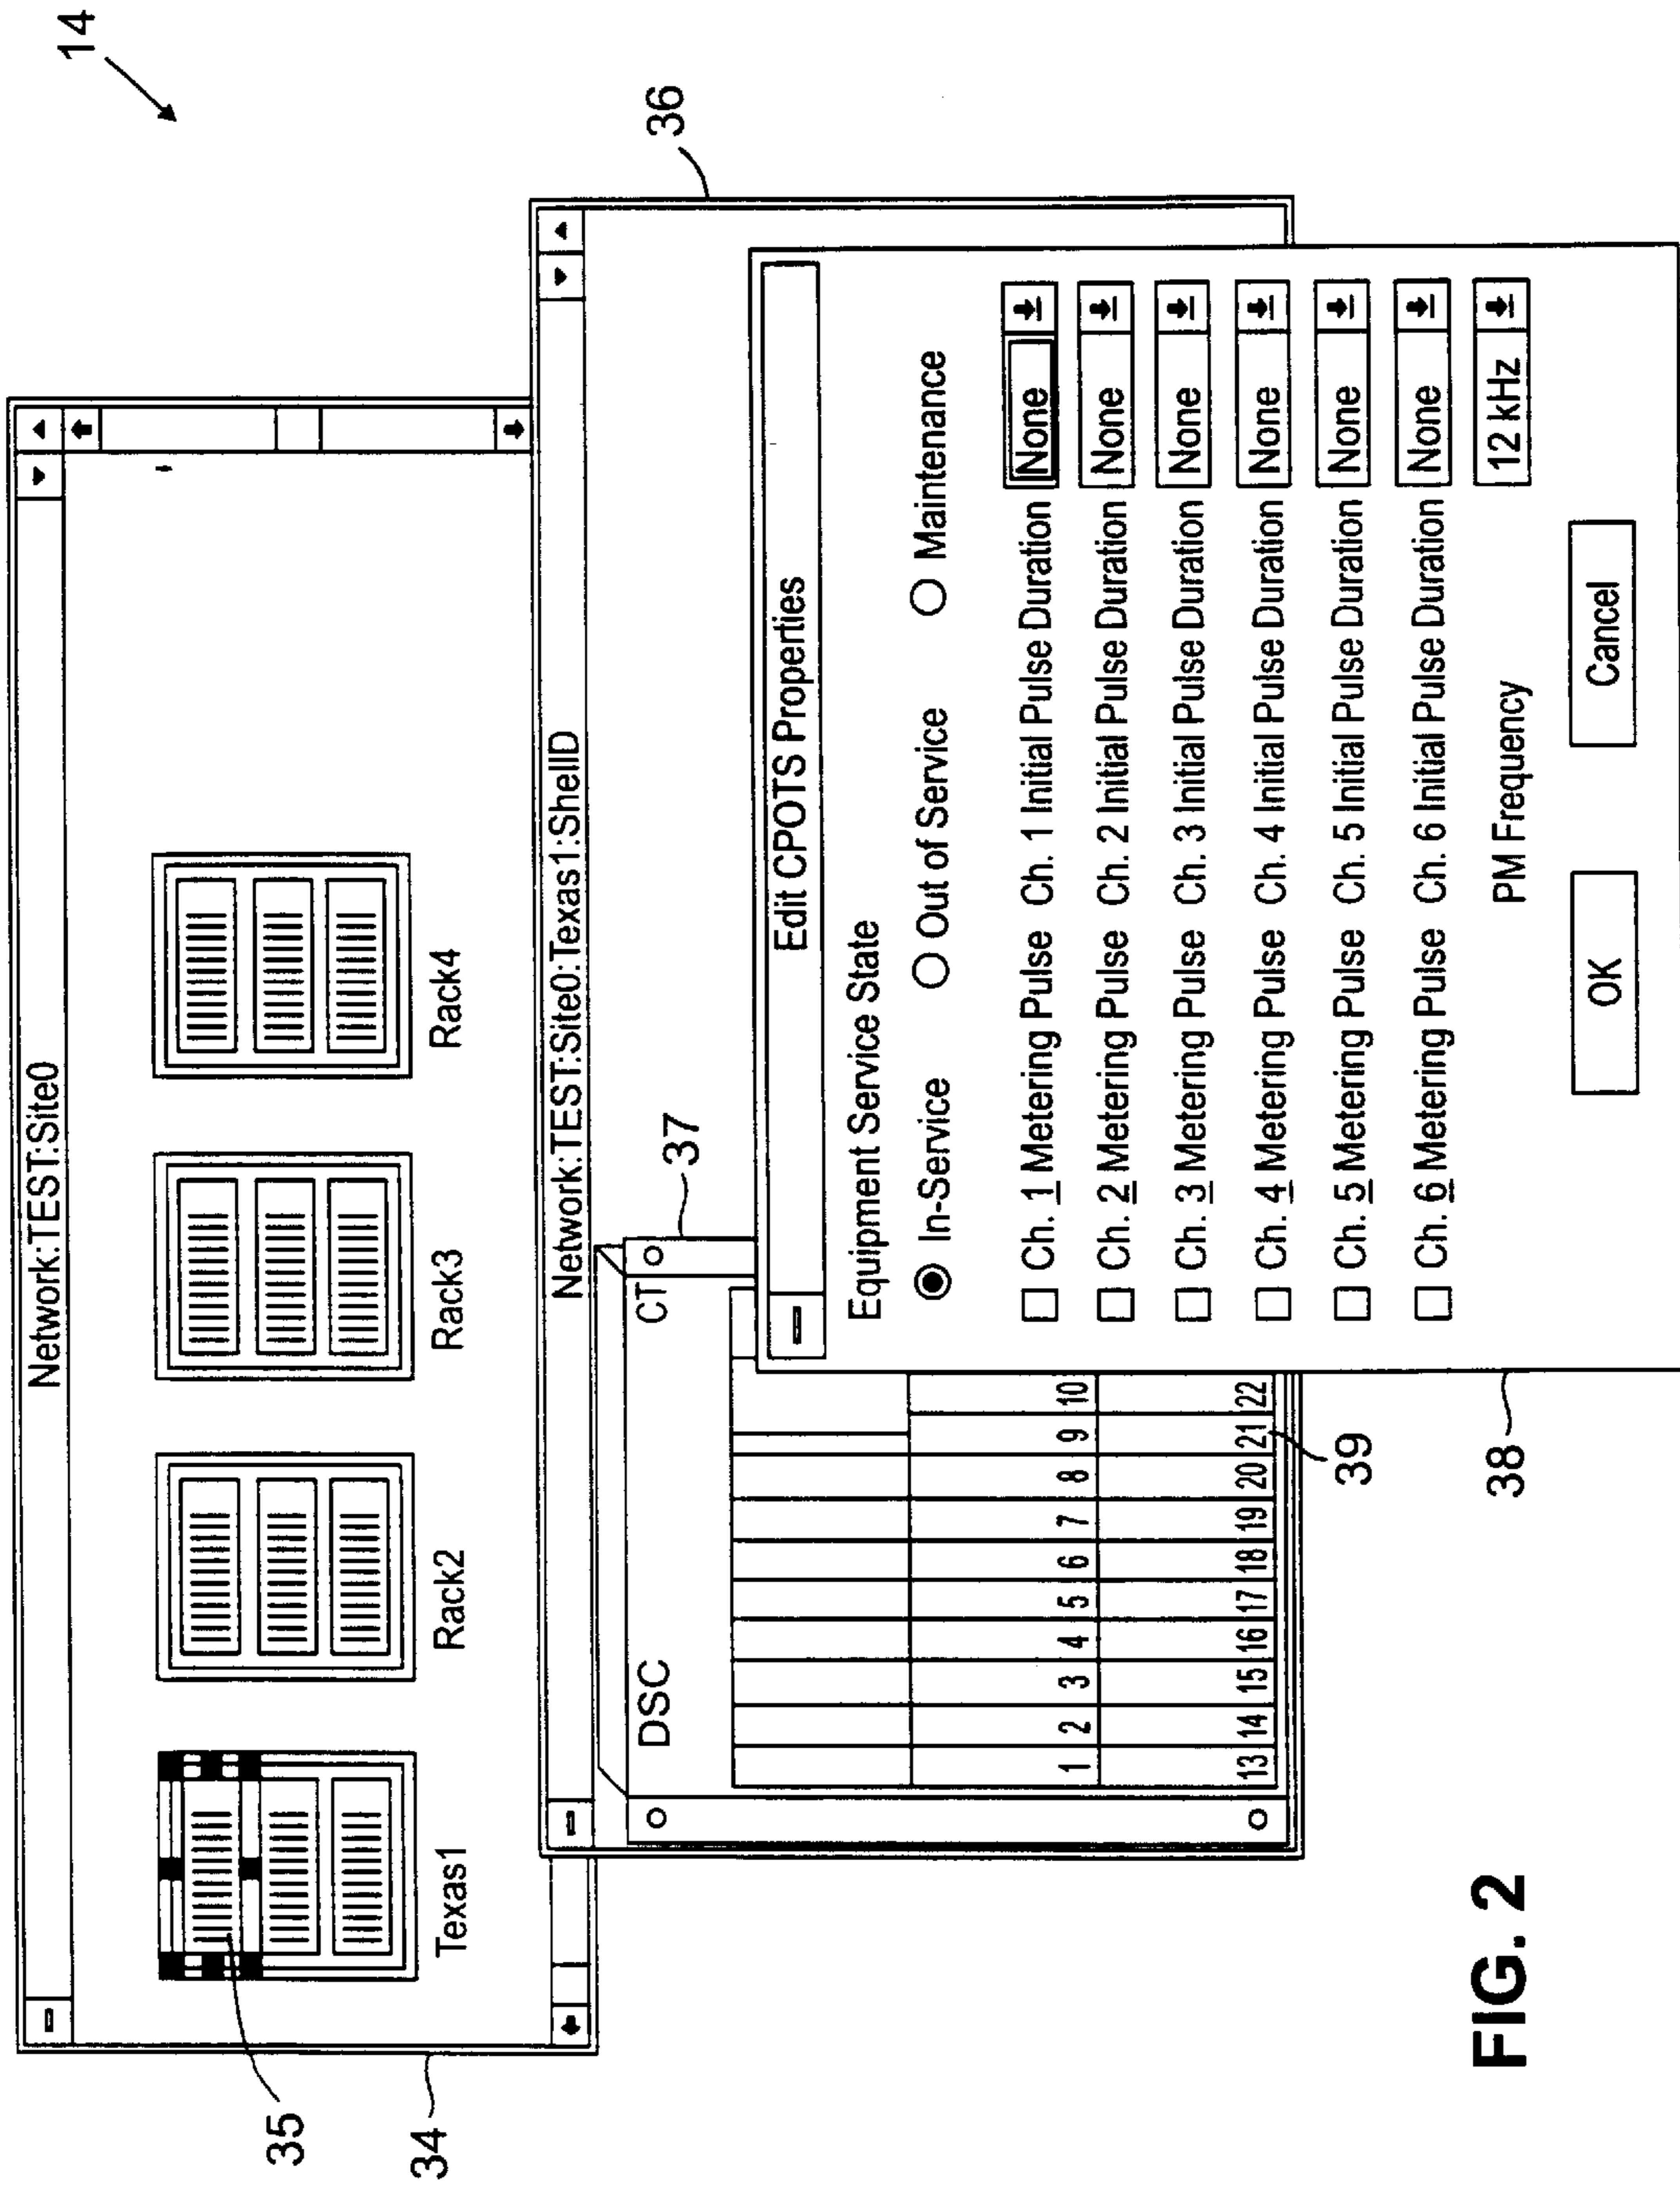 14
Network:TEST:Site0
35
34
Texas1
Rack2
Rack3
Rack4
36
Network:TEST:Site0:Texas1:ShelfID
37
DSC
CT
1 2 3 4 5 6 7 8 9 10
13 14 15 16 17 18 19 20 21 22
39
38
Edit CPOTS Properties
Equipment Service State
In-Service Out of Service Maintenance
Ch. 1 Metering Pulse Ch. 1 Initial Pulse Duration None
Ch. 2 Metering Pulse Ch. 2 Initial Pulse Duration None
Ch. 3 Metering Pulse Ch. 3 Initial Pulse Duration None
Ch. 4 Metering Pulse Ch. 4 Initial Pulse Duration None
Ch. 5 Metering Pulse Ch. 5 Initial Pulse Duration None
Ch. 6 Metering Pulse Ch. 6 Initial Pulse Duration None
PM Frequency 12 kHz
OK Cancel
FIG. 2